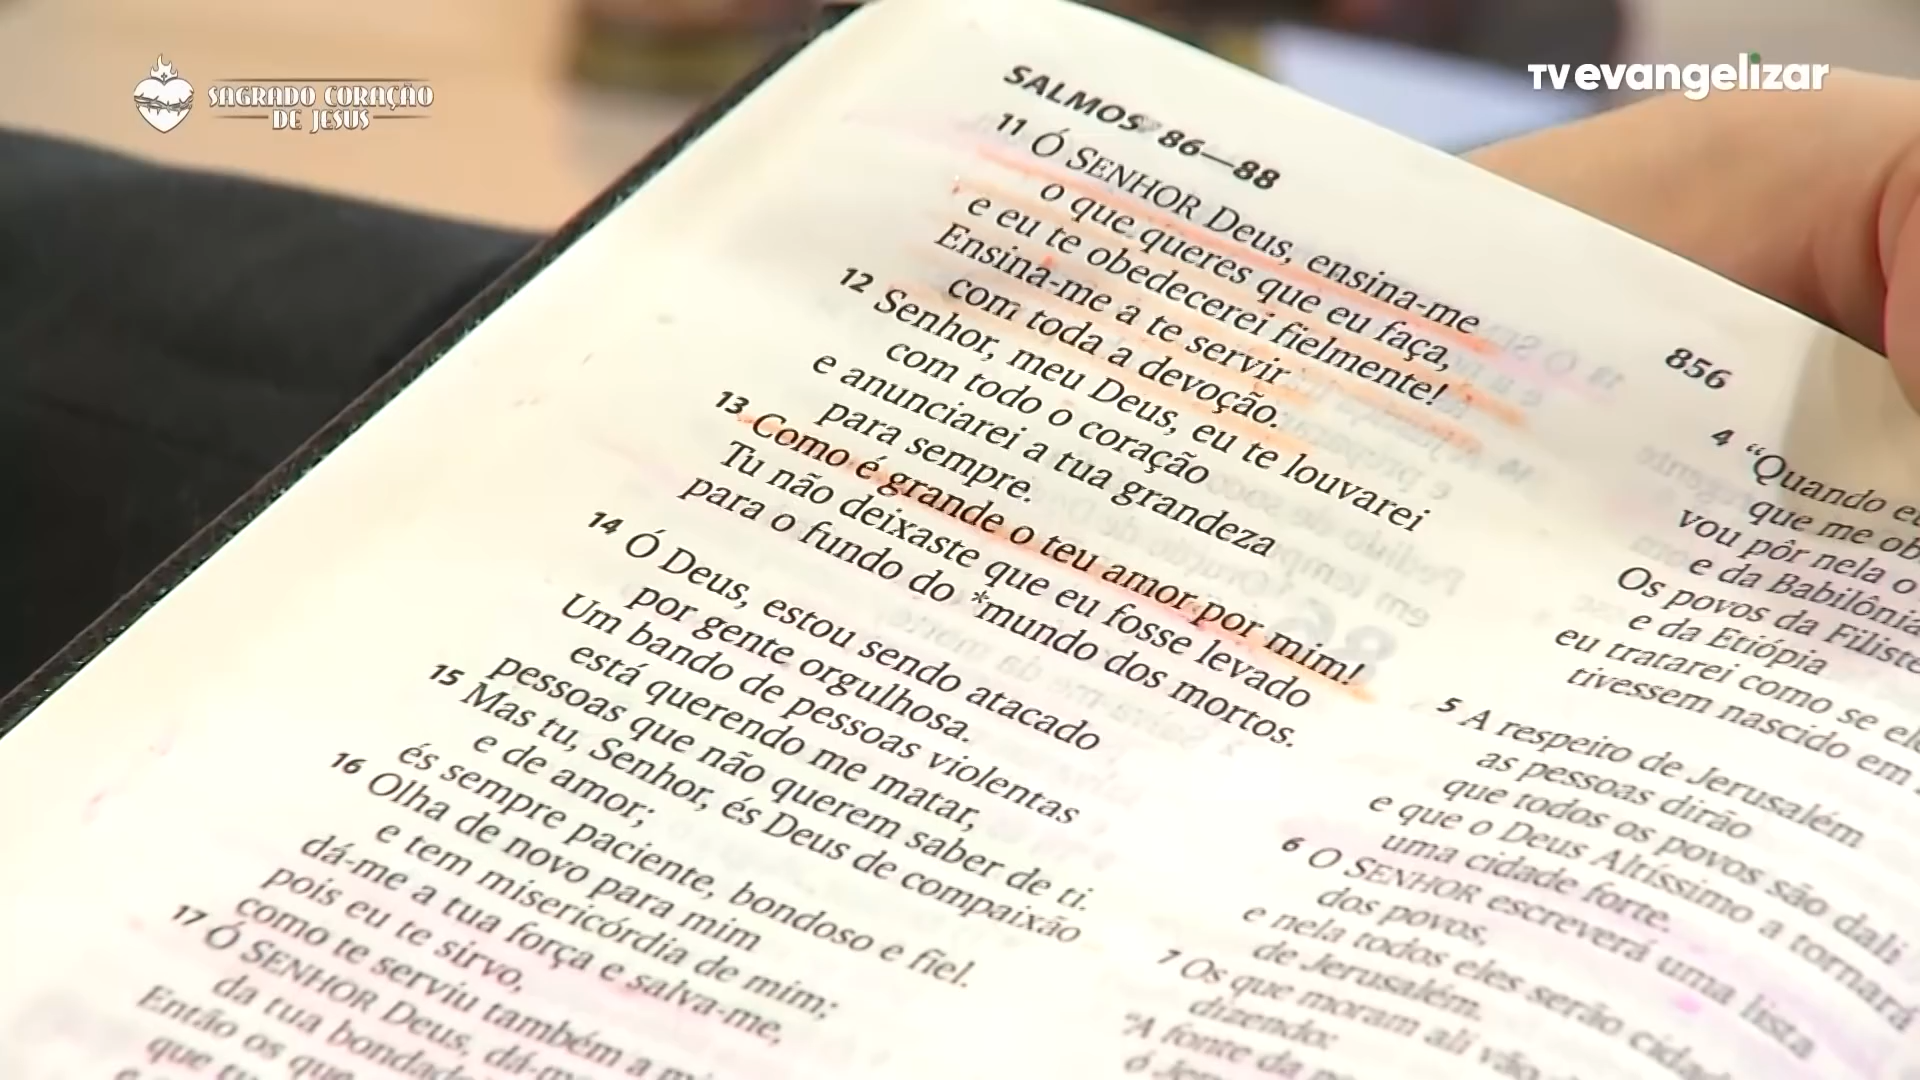 SAGRADO CORAÇÃO
DE JESUS
TV evangelizar
SALMOS 86—88
856
11 Ó SENHOR Deus, ensina-me
o que queres que eu faça,
e eu te obedecerei fielmente!
Ensina-me a te servir
com toda a devoção.
12 Senhor, meu Deus, eu te louvarei
com todo o coração
e anunciarei a tua grandeza
para sempre.
13 Como é grande o teu amor por mim!
Tu não deixaste que eu fosse levado
para o fundo do *mundo dos mortos.
14 Ó Deus, estou sendo atacado
por gente orgulhosa.
Um bando de pessoas violentas
está querendo me matar,
pessoas que não querem saber de ti.
15 Mas tu, Senhor, és Deus de compaixão
e de amor;
és sempre paciente, bondoso e fiel.
16 Olha de novo para mim
e tem misericórdia de mim;
dá-me a tua força e salva-me,
pois eu te sirvo,
como te serviu também a
17 Ó SENHOR Deus,
da tua
Então os que
que
4 “Quando
que me
vou pôr nela o
e da Babilônia
Os povos da
e da Etiópia
eu tratarei como se
tivessem nascido em
5 A respeito de Jerusalém
as pessoas dirão
que todos os povos são dali
e que o Deus Altíssimo a tornará
uma cidade forte.
6 O SENHOR escreverá uma lista
dos povos,
e nela todos eles serão
de Jerusalém.
7 Os que moram ali
dizendo:
“A fonte da
ó